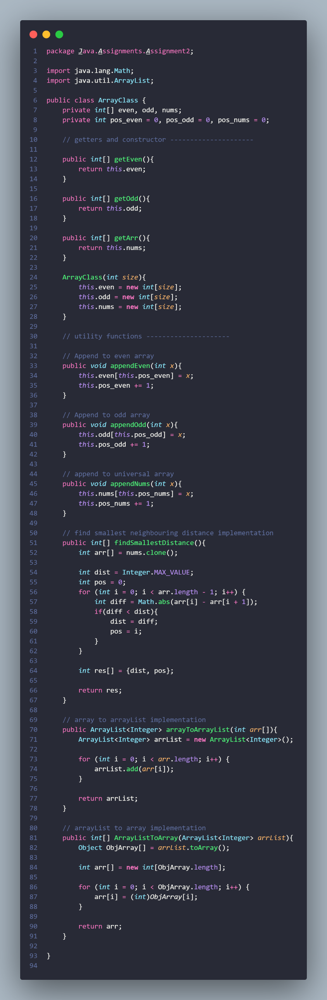 1 package Java.Assignments.Assignment2;
2
3 import java.lang.Math;
4 import java.util.ArrayList;
5
6 public class ArrayClass {
7     private int[] even, odd, nums;
8     private int pos_even = 0, pos_odd = 0, pos_nums = 0;
9
10     // getters and constructor ---------------------
11
12     public int[] getEven(){
13         return this.even;
14     }
15
16     public int[] getOdd(){
17         return this.odd;
18     }
19
20     public int[] getArr(){
21         return this.nums;
22     }
23
24     ArrayClass(int size){
25         this.even = new int[size];
26         this.odd = new int[size];
27         this.nums = new int[size];
28     }
29
30     // utility functions ---------------------
31
32     // Append to even array
33     public void appendEven(int x){
34         this.even[this.pos_even] = x;
35         this.pos_even += 1;
36     }
37
38     // Append to odd array
39     public void appendOdd(int x){
40         this.odd[this.pos_odd] = x;
41         this.pos_odd += 1;
42     }
43
44     // append to universal array
45     public void appendNums(int x){
46         this.nums[this.pos_nums] = x;
47         this.pos_nums += 1;
48     }
49
50     // find smallest neighbouring distance implementation
51     public int[] findSmallestDistance(){
52         int arr[] = nums.clone();
53
54         int dist = Integer.MAX_VALUE;
55         int pos = 0;
56         for (int i = 0; i < arr.length - 1; i++) {
57             int diff = Math.abs(arr[i] - arr[i + 1]);
58             if(diff < dist){
59                 dist = diff;
60                 pos = i;
61             }
62         }
63
64         int res[] = {dist, pos};
65
66         return res;
67     }
68
69     // array to arrayList implementation
70     public ArrayList<Integer> arrayToArrayList(int arr[]){
71         ArrayList<Integer> arrList = new ArrayList<Integer>();
72
73         for (int i = 0; i < arr.length; i++) {
74             arrList.add(arr[i]);
75         }
76
77         return arrList;
78     }
79
80     // arrayList to array implementation
81     public int[] ArrayListToArray(ArrayList<Integer> arrList){
82         Object ObjArray[] = arrList.toArray();
83
84         int arr[] = new int[ObjArray.length];
85
86         for (int i = 0; i < ObjArray.length; i++) {
87             arr[i] = (int)ObjArray[i];
88         }
89
90         return arr;
91     }
92
93 }
94